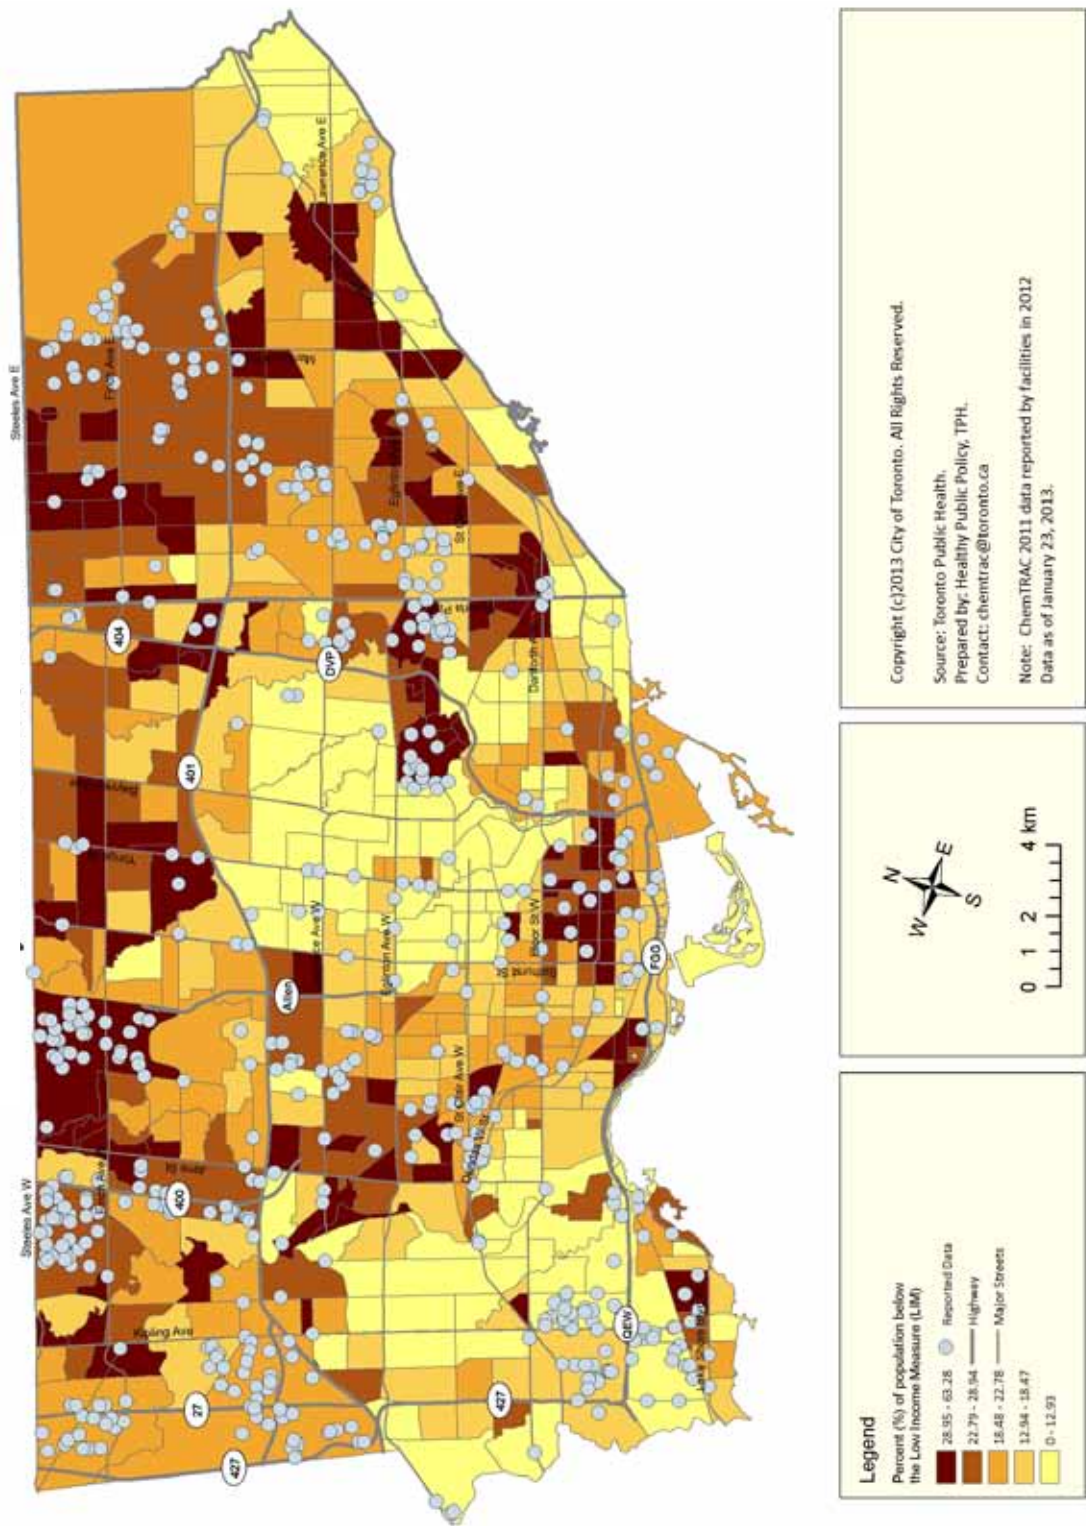 Steeles Ave W
Steeles Ave E
Finch Ave E
Kipling Ave
Jane St
Lawrence Ave E
Eglinton Ave W
St Clair Ave W
Dundas St W
Bloor St W
Bathurst St
427
27
400
401
404
Allen
DVP
FGG
QEW
427
Legend
Percent (%) of population below
the Low Income Measure (LIM)
28.95 - 63.28
22.79 - 28.94
18.48 - 22.78
12.94 - 18.47
0 - 12.93
Reported Data
Highway
Major Streets
N
E
S
W
0 1 2 4 km
Copyright (c)2013 City of Toronto. All Rights Reserved.
Source: Toronto Public Health.
Prepared by: Healthy Public Policy, TPH.
Contact: chemtrac@toronto.ca
Note: ChemTRAC 2011 data reported by facilities in 2012
Data as of January 23, 2013.